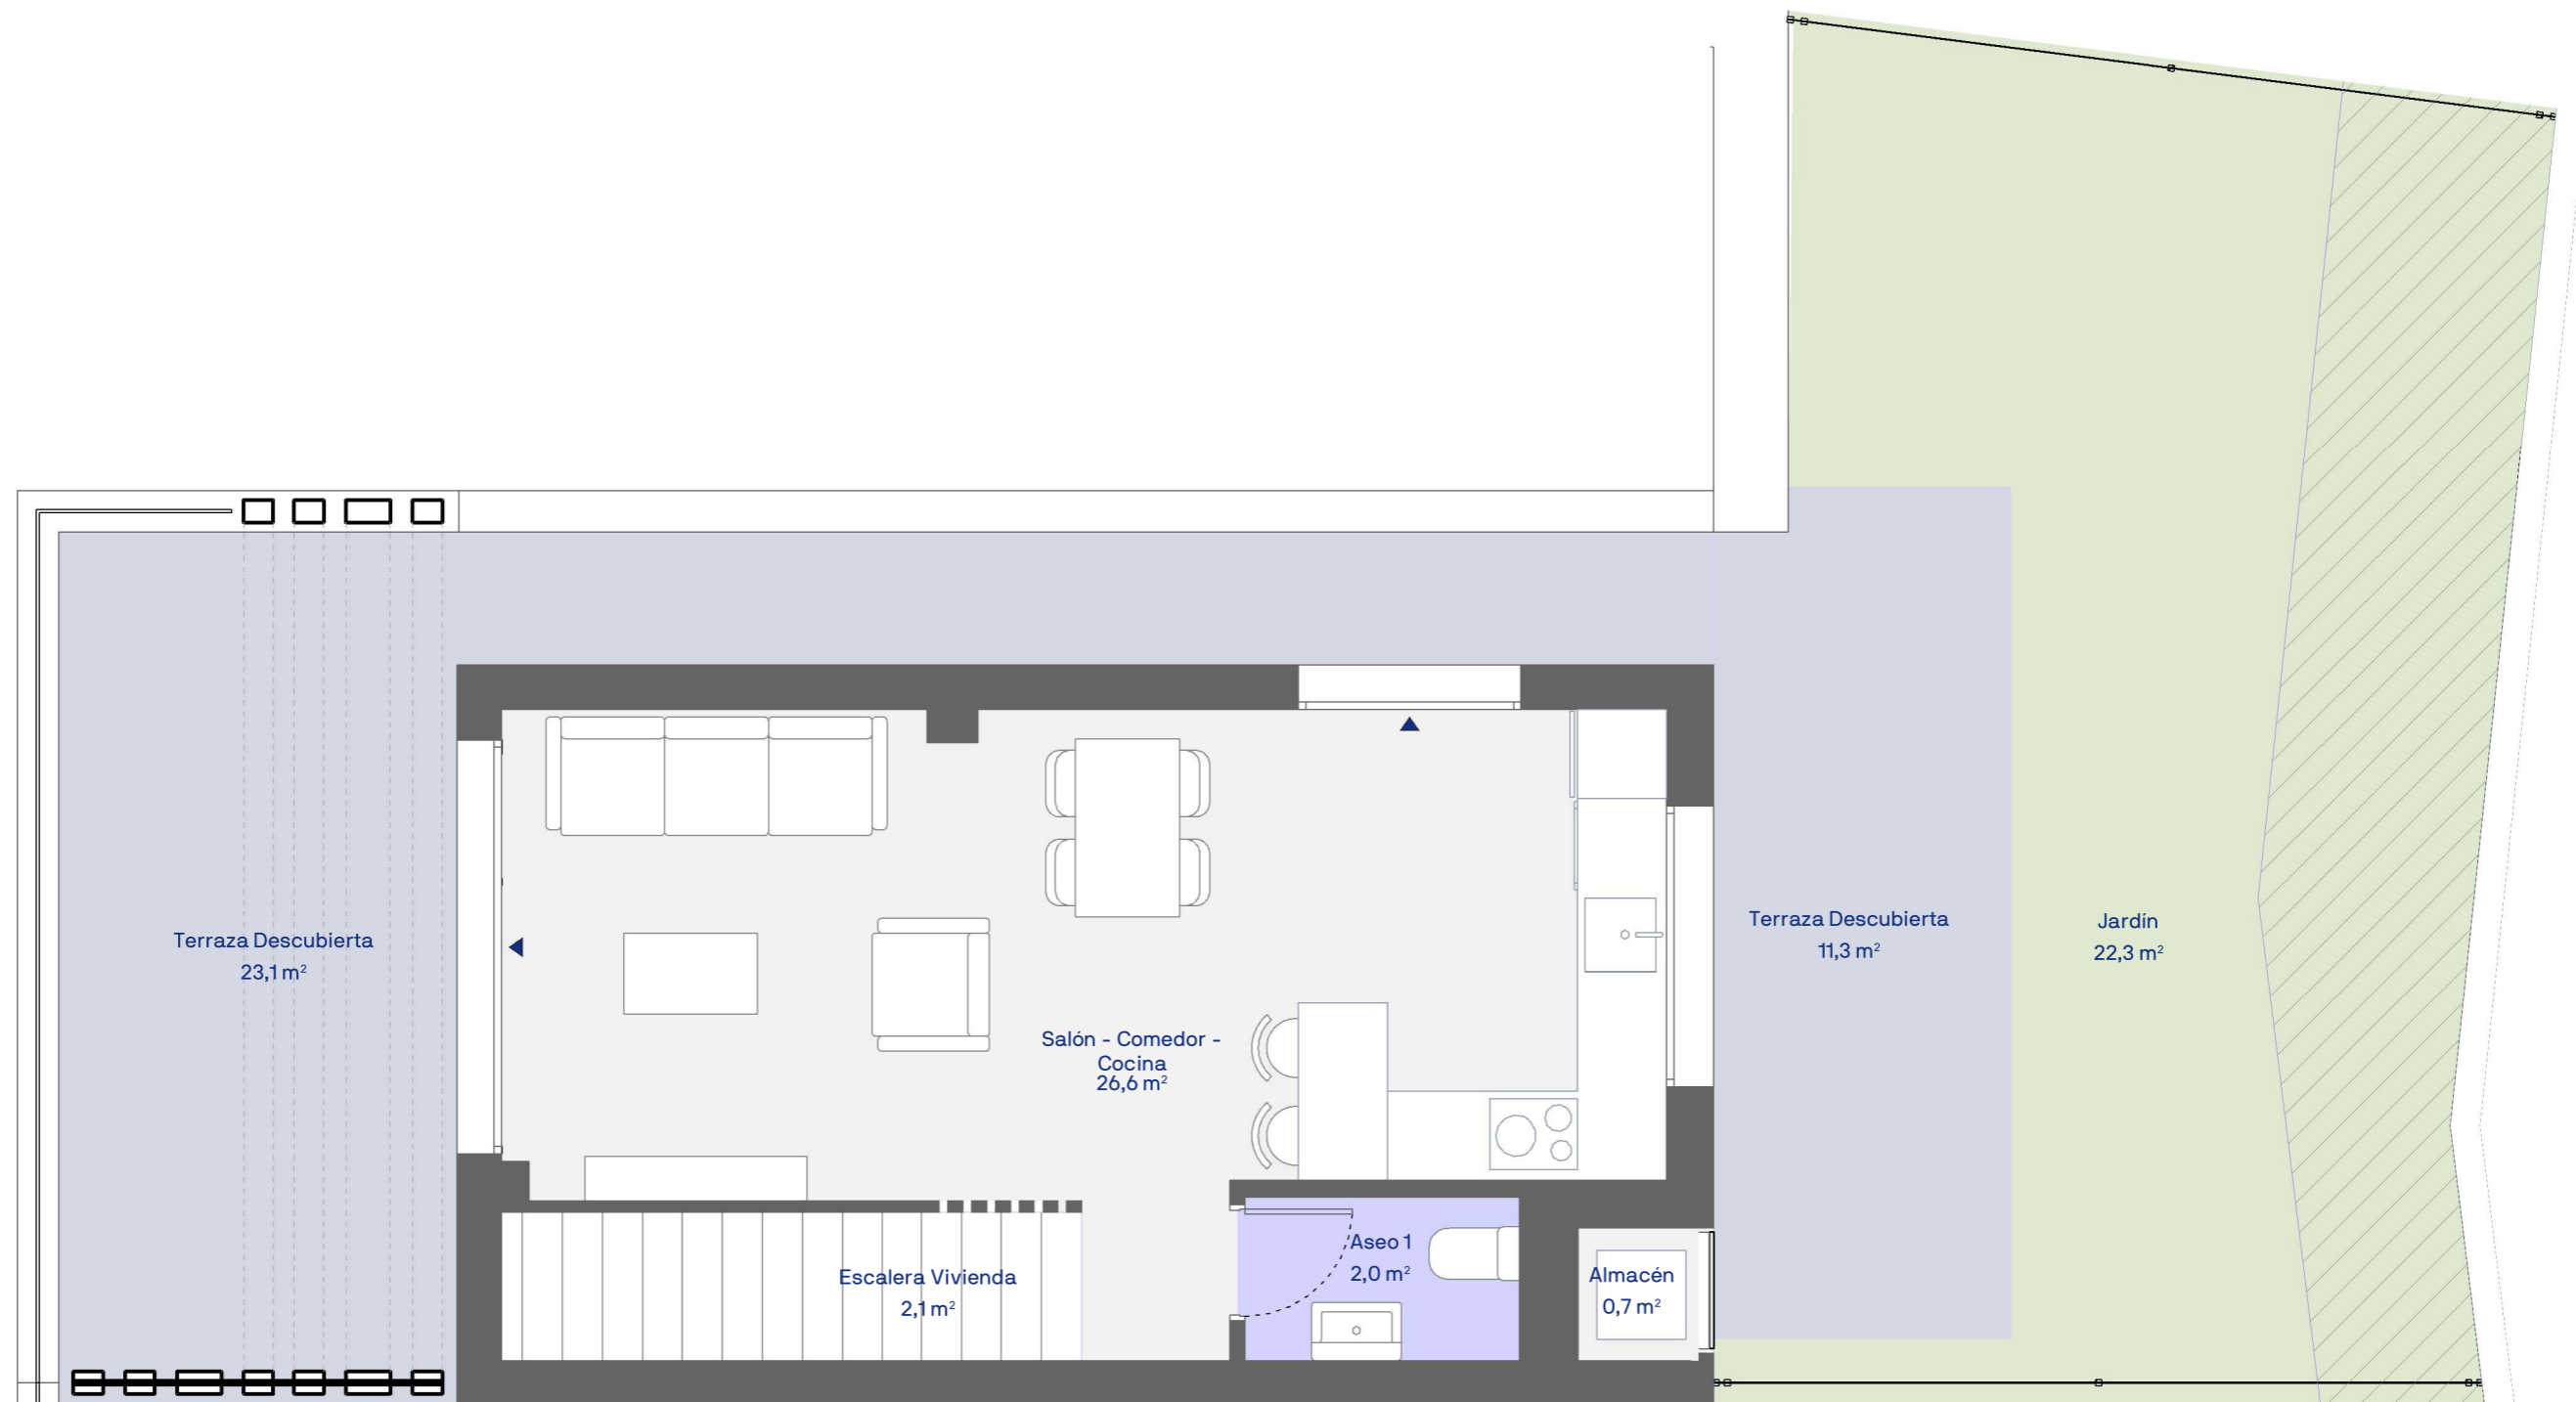 Terraza Descubierta
23,1 m²
Salón - Comedor -
Cocina
26,6 m²
Terraza Descubierta
11,3 m²
Jardín
22,3 m²
Escalera Vivienda
2,1 m²
Aseo 1
2,0 m²
Almacén
0,7 m²